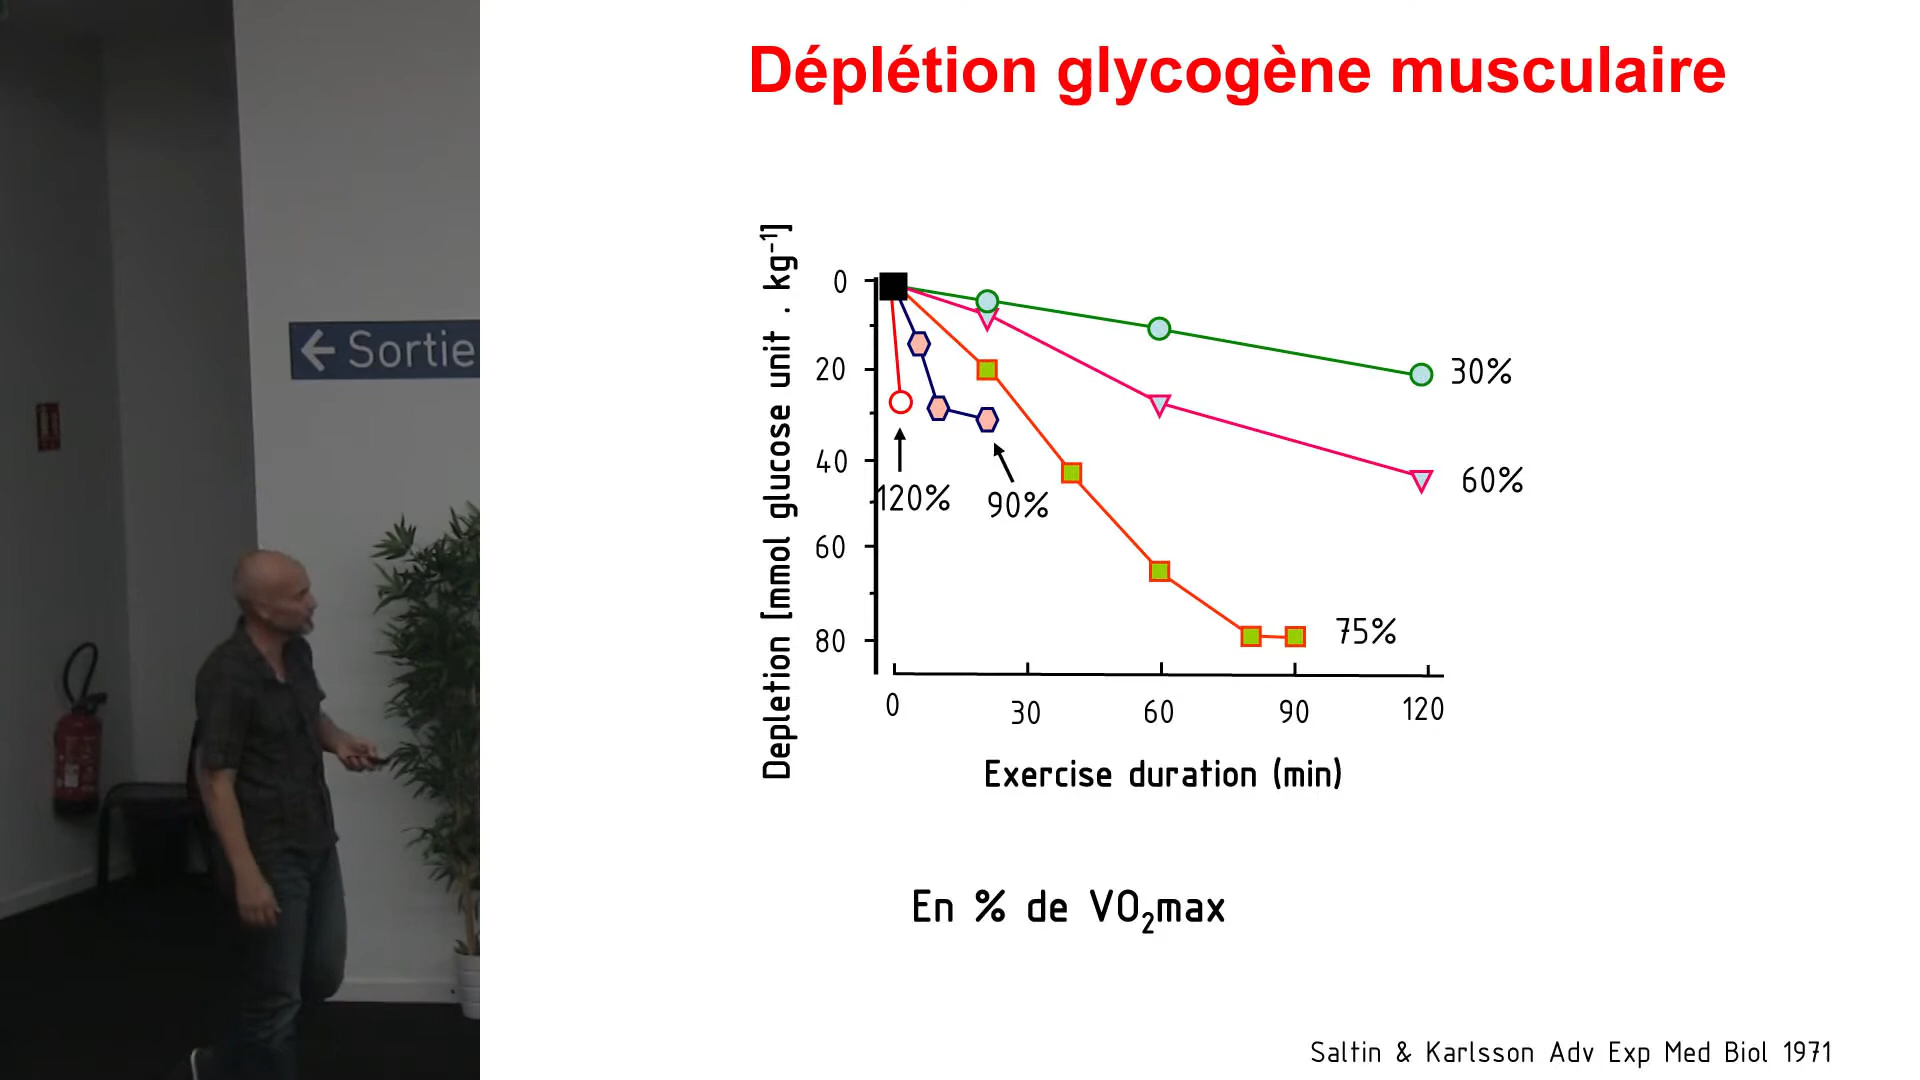 Déplétion glycogène musculaire
← Sortie
Depletion [mmol glucose unit . kg⁻¹]
0
20
40
60
80
120%
90%
30%
60%
75%
0
30
60
90
120
Exercise duration (min)
En % de VO₂max
Saltin & Karlsson Adv Exp Med Biol 1971